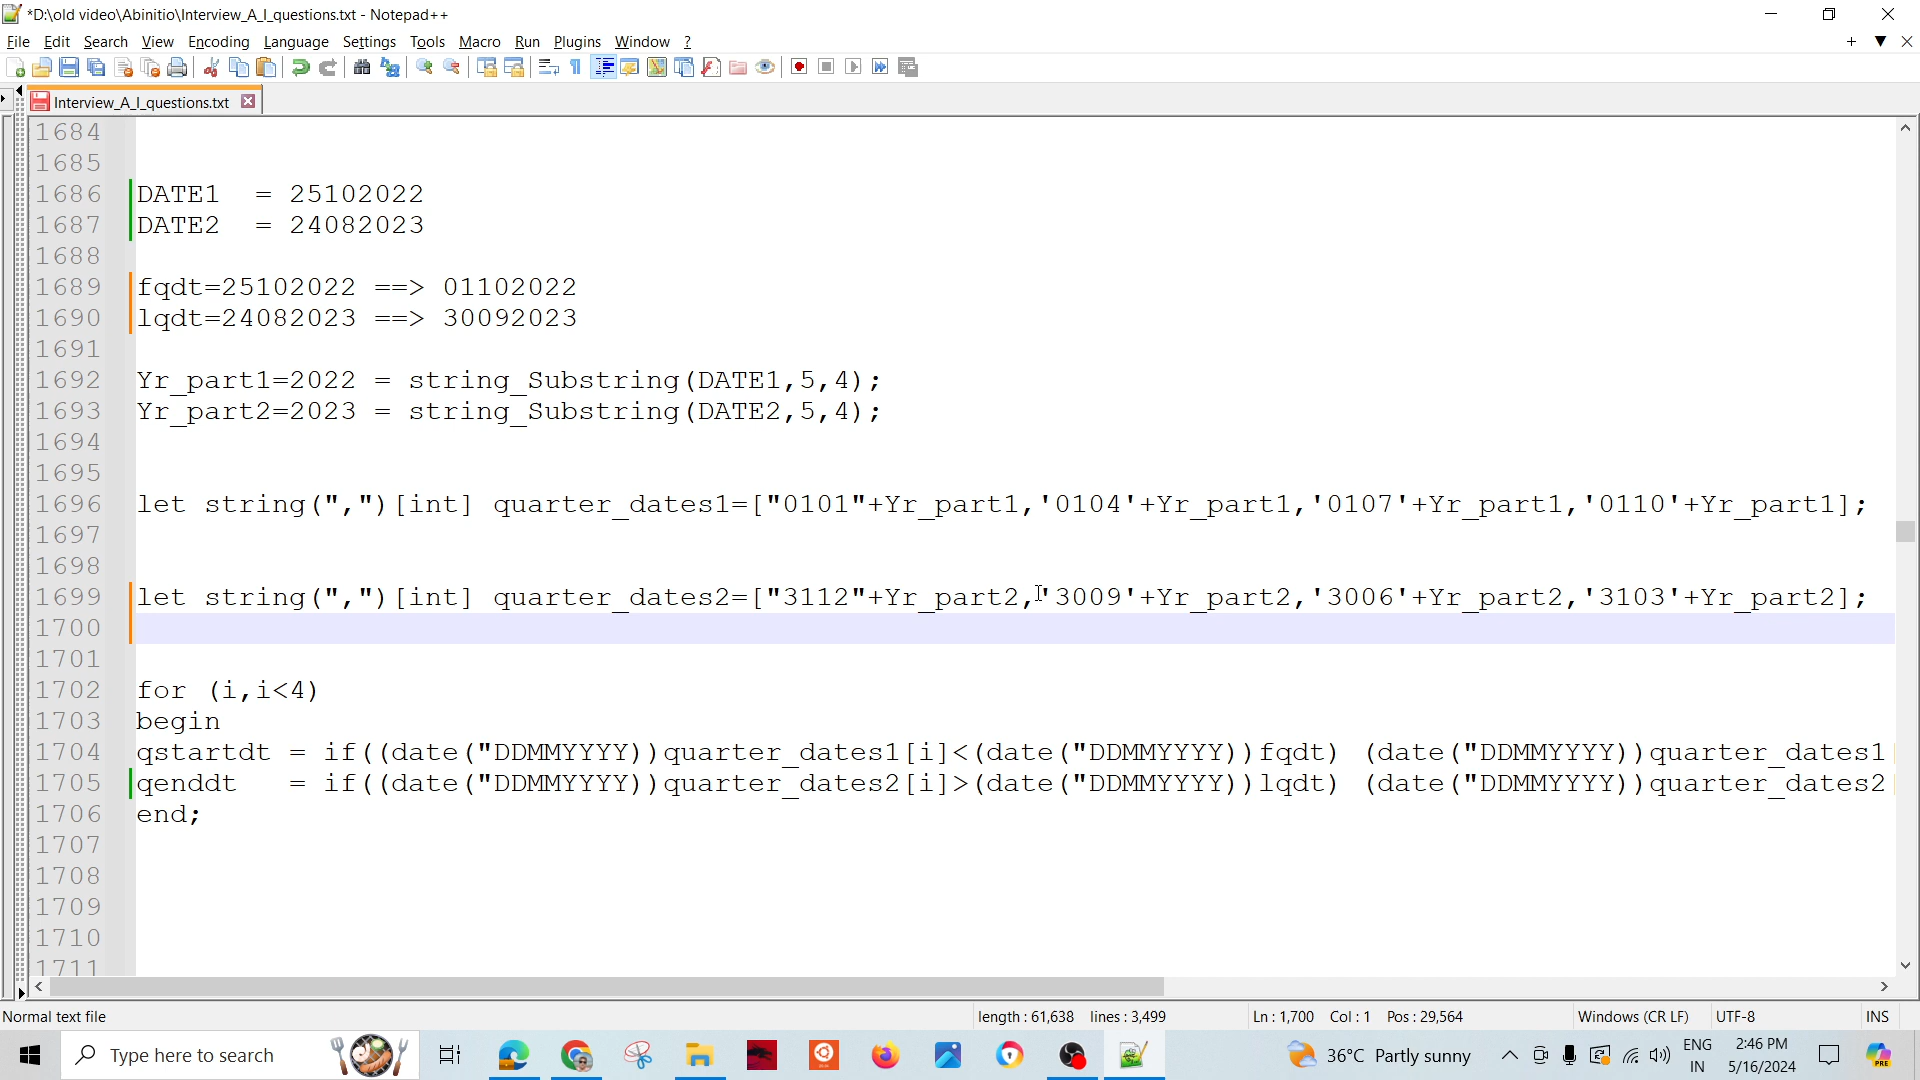 *D:\old video\Abinitio\Interview_A_I_questions.txt - Notepad++
File Edit Search View Encoding Language Settings Tools Macro Run Plugins Window ?
Interview_A_I_questions.txt
1684
1685
1686 DATE1  = 25102022
1687 DATE2  = 24082023
1688
1689 fqdt=25102022 ==> 01102022
1690 lqdt=24082023 ==> 30092023
1691
1692 Yr_part1=2022 = string_Substring(DATE1,5,4);
1693 Yr_part2=2023 = string_Substring(DATE2,5,4);
1694
1695
1696 let string(",")[int] quarter_dates1=["0101"+Yr_part1,'0104'+Yr_part1,'0107'+Yr_part1,'0110'+Yr_part1];
1697
1698
1699 let string(",")[int] quarter_dates2=["3112"+Yr_part2,'3009'+Yr_part2,'3006'+Yr_part2,'3103'+Yr_part2];
1700
1701
1702 for (i,i<4)
1703 begin
1704 qstartdt = if((date("DDMMYYYY))quarter_dates1[i]<(date("DDMMYYYY))fqdt) (date("DDMMYYYY))quarter_dates1
1705 qenddt   = if((date("DDMMYYYY))quarter_dates2[i]>(date("DDMMYYYY))lqdt) (date("DDMMYYYY))quarter_dates2
1706 end;
1707
1708
1709
1710
1711
Normal text file length : 61,638 lines : 3,499 Ln : 1,700 Col : 1 Pos : 29,564 Windows (CR LF) UTF-8 INS
Type here to search 36°C Partly sunny ENG IN 2:46 PM 5/16/2024